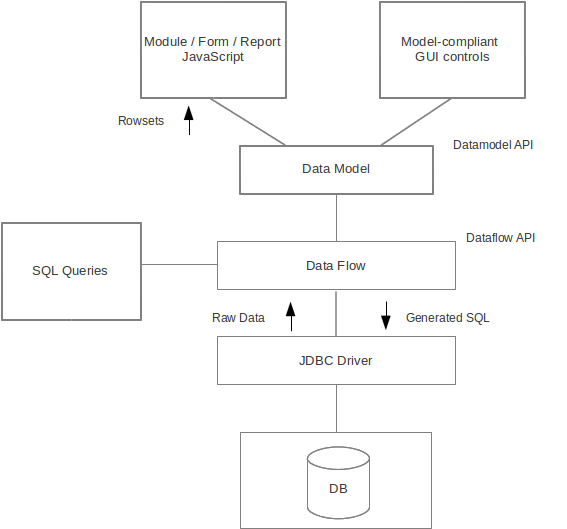 Module / Form / Report
JavaScript
Model-compliant
GUI controls
Rowsets
Datamodel API
Data Model
Dataflow API
SQL Queries
Data Flow
Raw Data
Generated SQL
JDBC Driver
DB